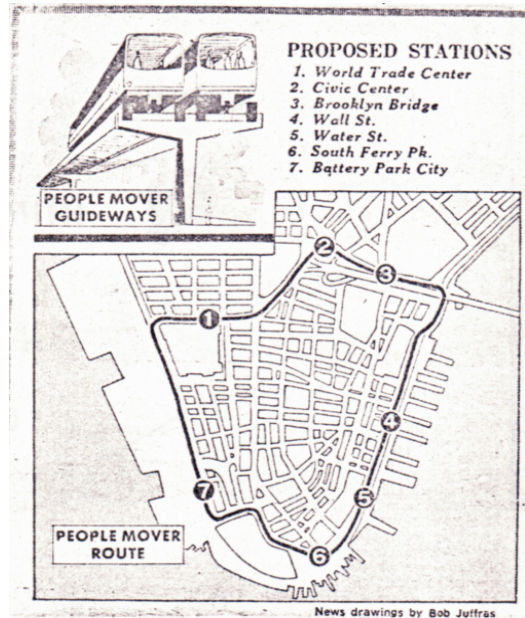 PROPOSED STATIONS
1. World Trade Center
2. Civic Center
3. Brooklyn Bridge
4. Wall St.
5. Water St.
6. South Ferry Pk.
7. Battery Park City
PEOPLE MOVER
GUIDEWAYS
2
3
1
4
7
5
6
PEOPLE MOVER
ROUTE
News drawings by Bob Juffras